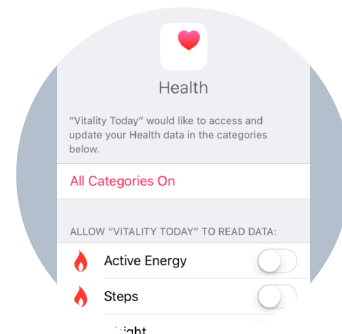 Health
"Vitality Today" would like to access and
update your Health data in the categories
below.
All Categories On
ALLOW "VITALITY TODAY" TO READ DATA:
Active Energy
Steps